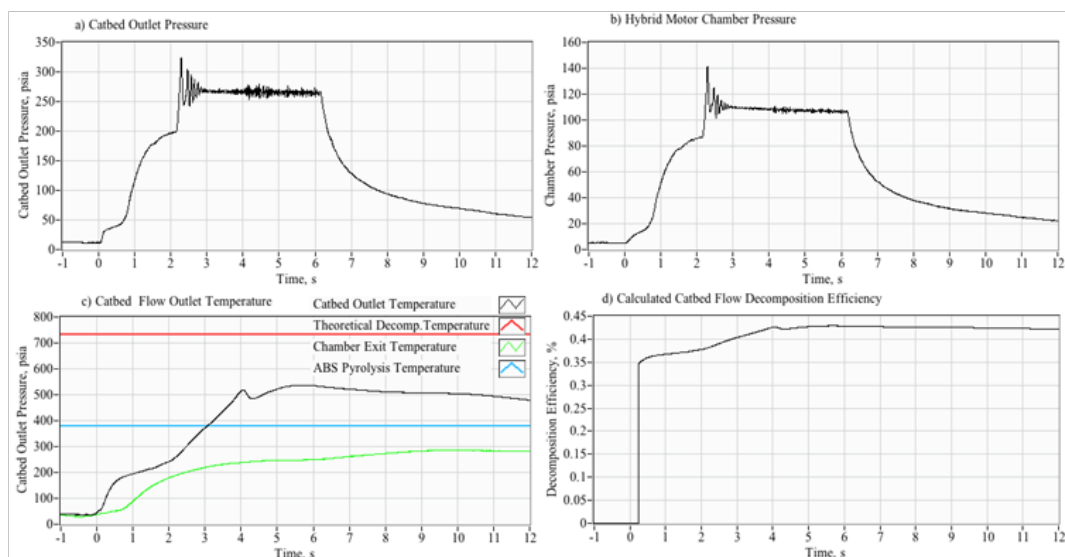 a) Catbed Outlet Pressure
Catbed Outlet Pressure, psia
350
300
250
200
150
100
50
0
-1 0 1 2 3 4 5 6 7 8 9 10 11 12
Time, s
b) Hybrid Motor Chamber Pressure
Chamber Pressure, psia
160
140
120
100
80
60
40
20
0
-1 0 1 2 3 4 5 6 7 8 9 10 11 12
Time, s
c) Catbed Flow Outlet Temperature
Catbed Outlet Temperature
Theoretical Decomp.Temperature
Chamber Exit Temperature
ABS Pyrolysis Temperature
Catbed Outlet Pressure, psia
800
700
600
500
400
300
200
100
0
-1 0 1 2 3 4 5 6 7 8 9 10 11 12
Time, s
d) Calculated Catbed Flow Decomposition Efficiency
Decomposition Efficiency, %
0.45
0.4
0.35
0.3
0.45
0.2
0.15
0.1
0.05
0
-1 0 1 2 3 4 5 6 7 8 9 10 11 12
Time, s